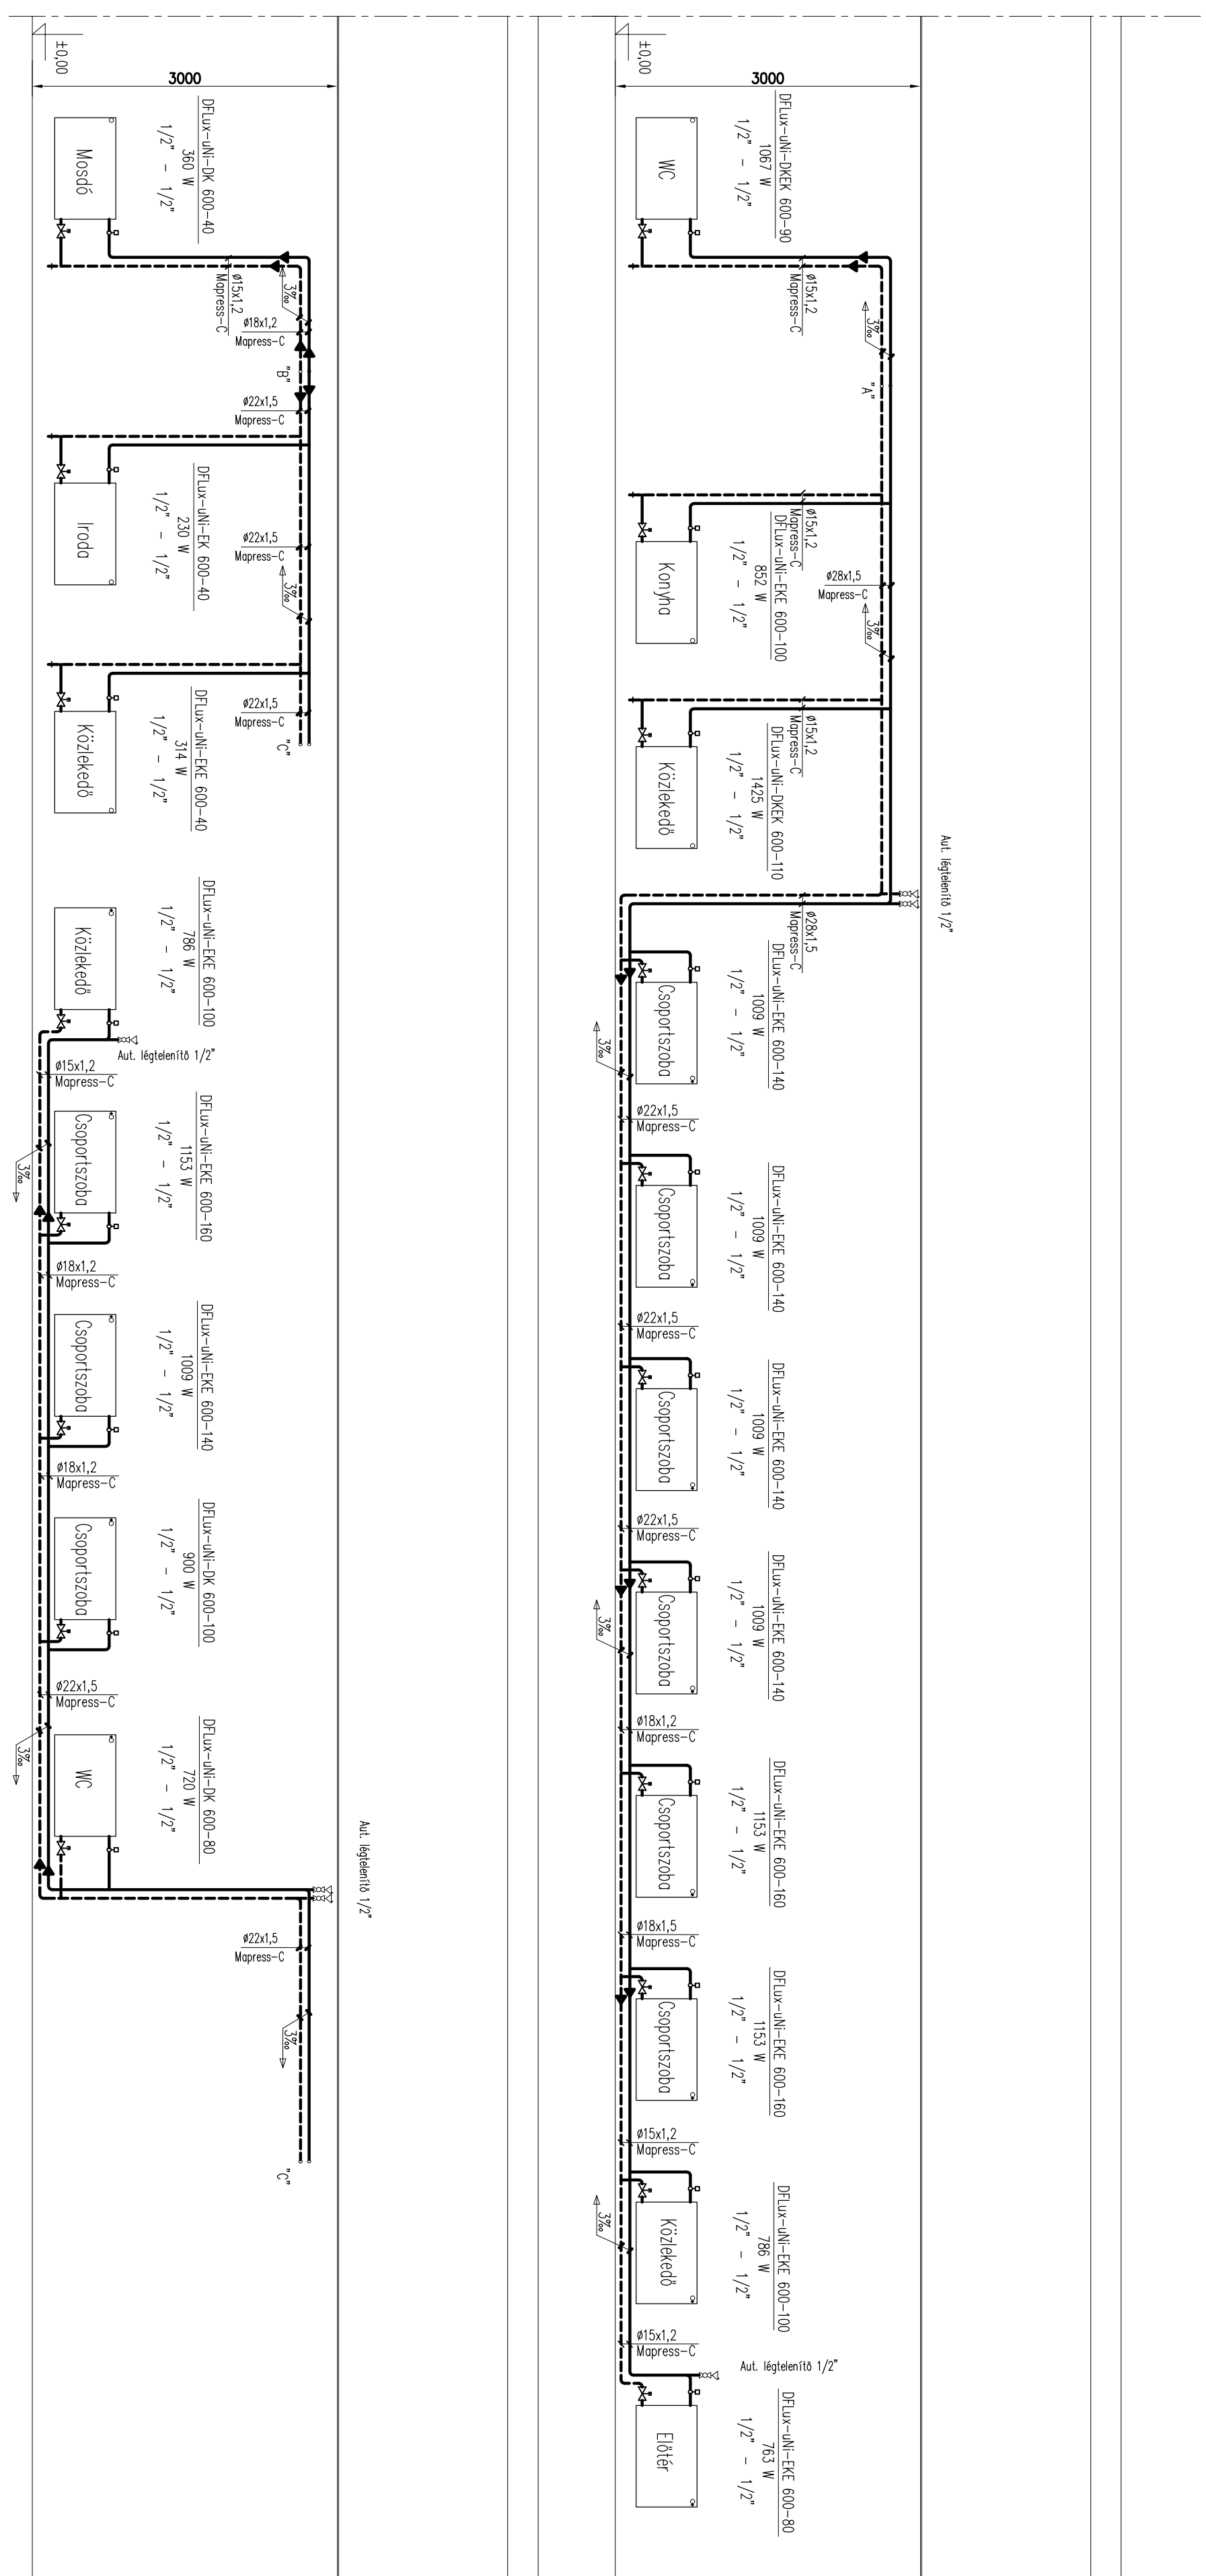 ±0,00
3000
DFLux-uNi-DKEK 600-90
1067 W
1/2" - 1/2"
WC
ø15x1,2
Mapress-C
3‰
"A"
ø15x1,2
Mapress-C
DFLux-uNi-EKE 600-100
852 W
1/2" - 1/2"
Konyha
ø28x1,5
Mapress-C
3‰
ø15x1,2
Mapress-C
DFLux-uNi-DKEK 600-110
1425 W
1/2" - 1/2"
Közlekedő
Aut. légtelenítő 1/2"
ø28x1,5
Mapress-C
DFLux-uNi-EKE 600-140
1009 W
1/2" - 1/2"
Csoportszoba
3‰
ø22x1,5
Mapress-C
DFLux-uNi-EKE 600-140
1009 W
1/2" - 1/2"
Csoportszoba
ø22x1,5
Mapress-C
DFLux-uNi-EKE 600-140
1009 W
1/2" - 1/2"
Csoportszoba
ø22x1,5
Mapress-C
DFLux-uNi-EKE 600-140
1009 W
1/2" - 1/2"
Csoportszoba
3‰
ø18x1,2
Mapress-C
DFLux-uNi-EKE 600-160
1153 W
1/2" - 1/2"
Csoportszoba
ø18x1,5
Mapress-C
DFLux-uNi-EKE 600-160
1153 W
1/2" - 1/2"
Csoportszoba
ø15x1,2
Mapress-C
DFLux-uNi-EKE 600-100
786 W
1/2" - 1/2"
Közlekedő
3‰
ø15x1,2
Mapress-C
Aut. légtelenítő 1/2"
DFLux-uNi-EKE 600-80
763 W
1/2" - 1/2"
Előtér
±0,00
3000
DFLux-uNi-DK 600-40
360 W
1/2" - 1/2"
Mosdó
ø15x1,2
Mapress-C
3‰
ø18x1,2
Mapress-C
"B"
ø22x1,5
Mapress-C
DFLux-uNi-EK 600-40
230 W
1/2" - 1/2"
Iroda
ø22x1,5
Mapress-C
3‰
DFLux-uNi-EKE 600-40
314 W
1/2" - 1/2"
Közlekedő
ø22x1,5
Mapress-C
"C"
DFLux-uNi-EKE 600-100
786 W
1/2" - 1/2"
Közlekedő
Aut. légtelenítő 1/2"
ø15x1,2
Mapress-C
DFLux-uNi-EKE 600-160
1153 W
1/2" - 1/2"
Csoportszoba
3‰
ø18x1,2
Mapress-C
DFLux-uNi-EKE 600-140
1009 W
1/2" - 1/2"
Csoportszoba
ø18x1,2
Mapress-C
DFLux-uNi-DK 600-100
900 W
1/2" - 1/2"
Csoportszoba
ø22x1,5
Mapress-C
3‰
DFLux-uNi-DK 600-80
720 W
1/2" - 1/2"
WC
Aut. légtelenítő 1/2"
ø22x1,5
Mapress-C
3‰
"C"